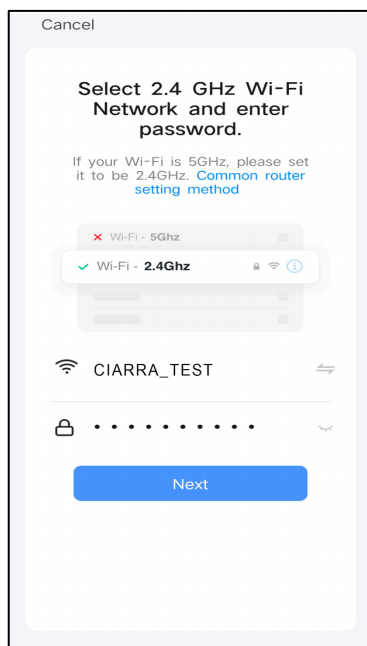 Cancel
Select 2.4 GHz Wi-Fi
Network and enter
password.
If your Wi-Fi is 5GHz, please set
it to be 2.4GHz. Common router
setting method
Wi-Fi - 5Ghz
Wi-Fi - 2.4Ghz
CIARRA_TEST
Next